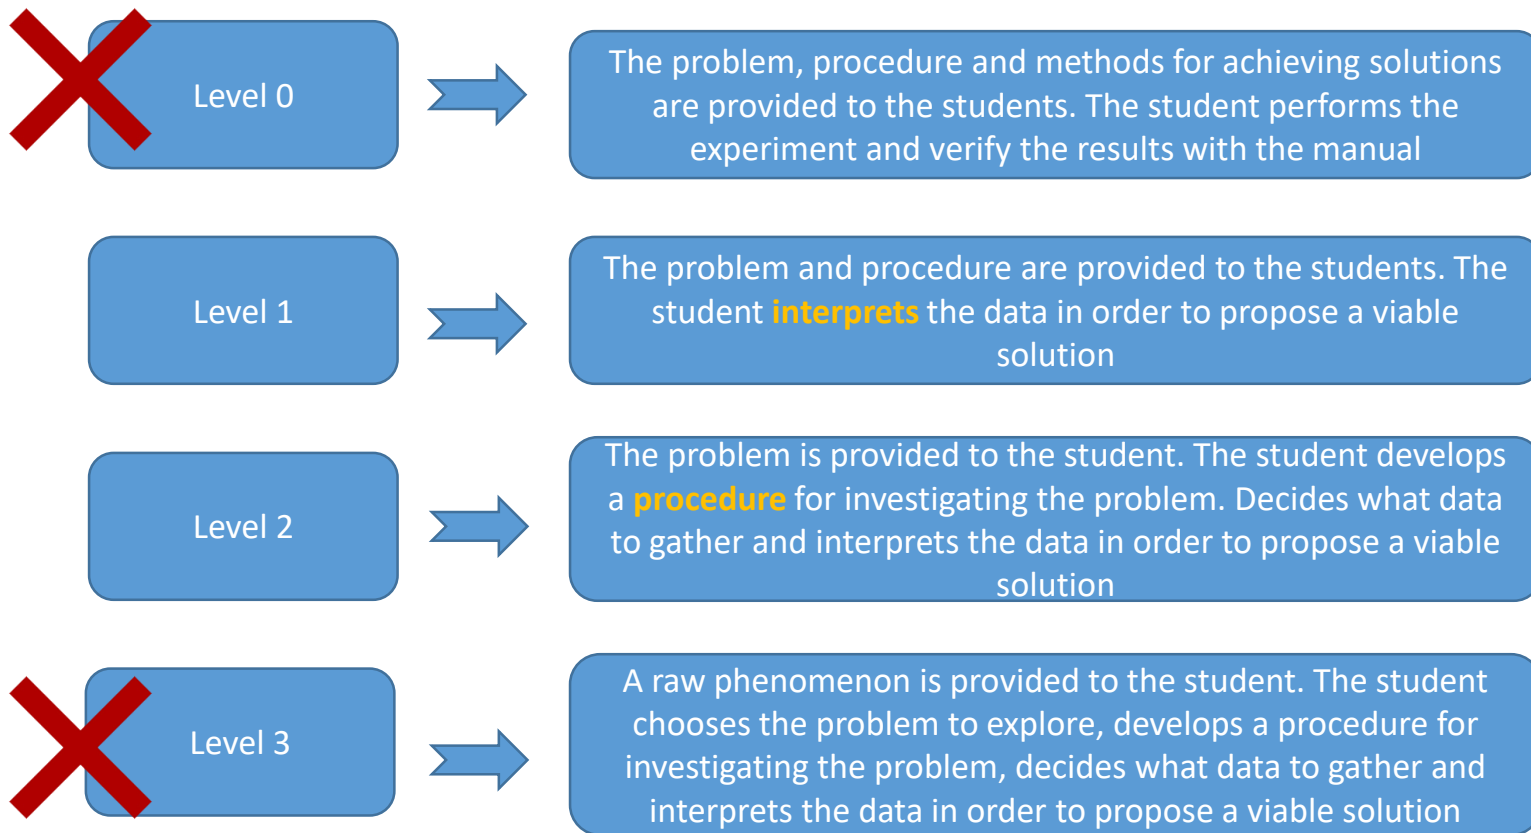 Level 0
The problem, procedure and methods for achieving solutions
are provided to the students. The student performs the
experiment and verify the results with the manual
Level 1
The problem and procedure are provided to the students. The
student interprets the data in order to propose a viable
solution
Level 2
The problem is provided to the student. The student develops
a procedure for investigating the problem. Decides what data
to gather and interprets the data in order to propose a viable
solution
Level 3
A raw phenomenon is provided to the student. The student
chooses the problem to explore, develops a procedure for
investigating the problem, decides what data to gather and
interprets the data in order to propose a viable solution